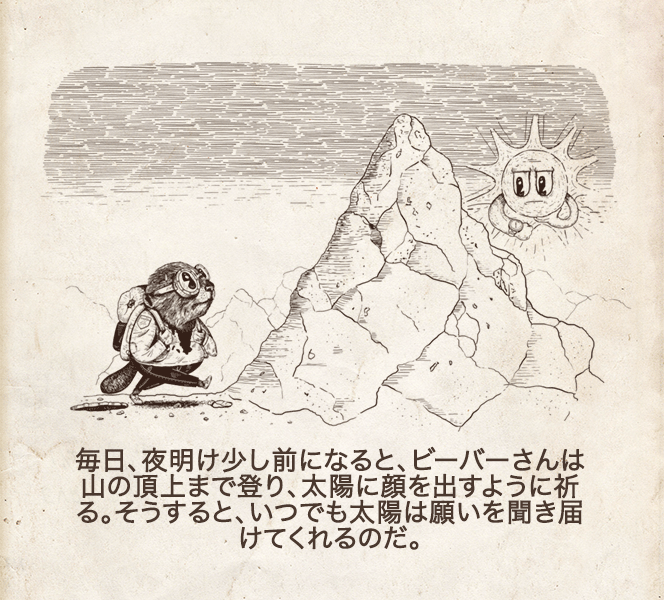 毎日、夜明け少し前になると、ビーバーさんは
山の頂上まで登り、太陽に顔を出すように祈
る。そうすると、いつでも太陽は願いを聞き届
けてくれるのだ。